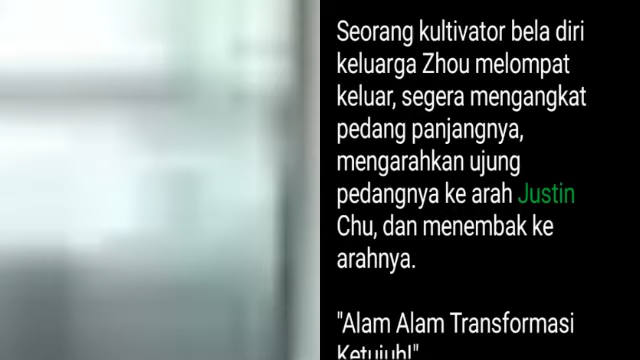 Seorang kultivator bela diri
keluarga Zhou melompat
keluar, segera mengangkat
pedang panjangnya,
mengarahkan ujung
pedangnya ke arah Justin
Chu, dan menembak ke
arahnya.
"Alam Alam Transformasi
Ketujuh!"